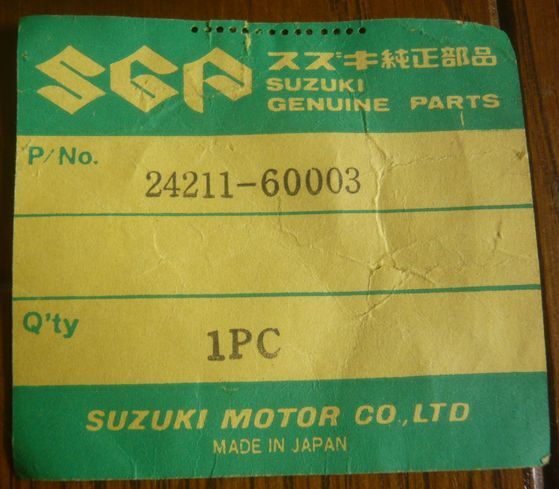 SGP
スズキ純正部品
SUZUKI
GENUINE PARTS
P/No.
24211-60003
Q'ty
1PC
SUZUKI MOTOR CO.,LTD
MADE IN JAPAN